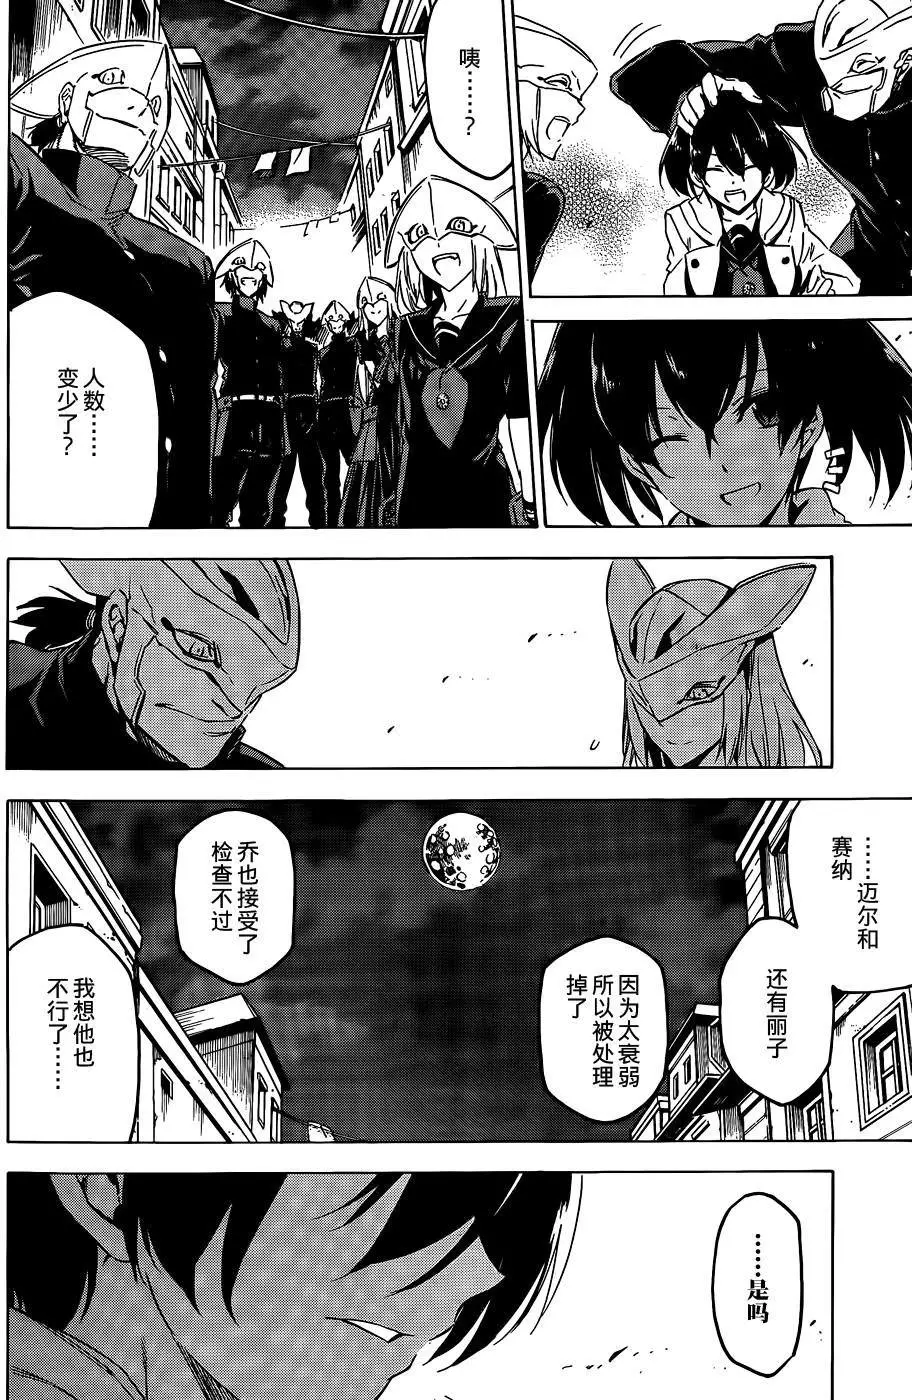 咦……?
人数……
变少了?
……迈尔和
赛纳
还有丽子
因为太衰弱
所以被处理
掉了
乔也接受了
检查不过
我想他也
不行了……
……是吗